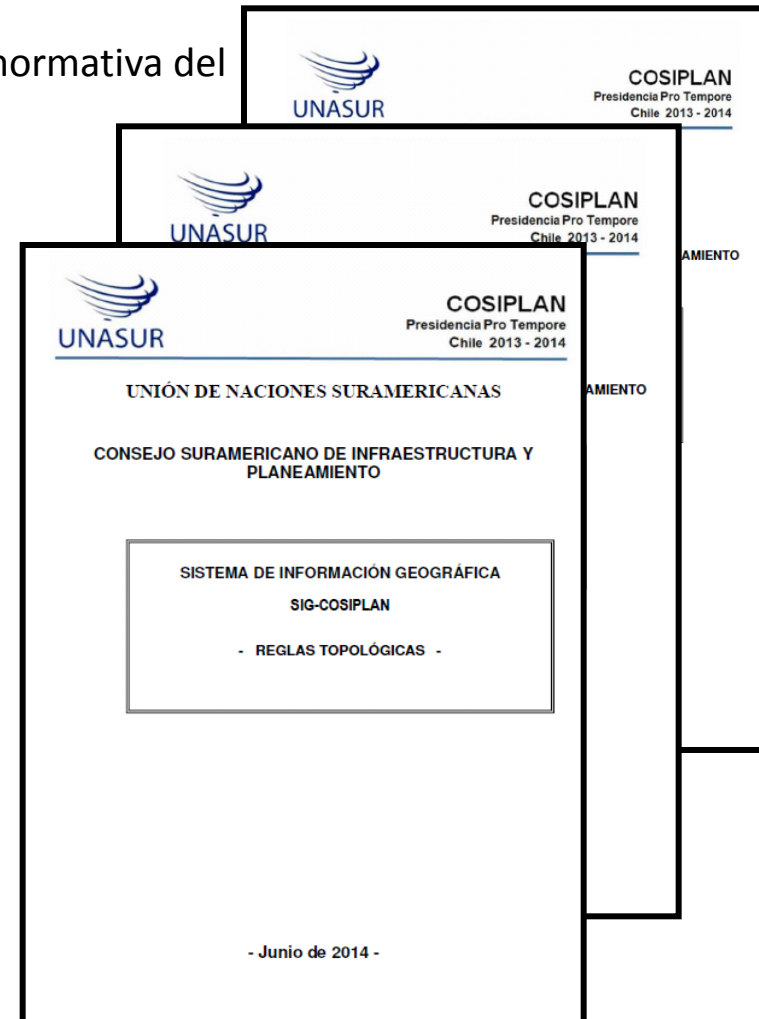 normativa del
UNASUR
COSIPLAN
Presidencia Pro Tempore
Chile 2013 - 2014
AMIENTO
UNASUR
COSIPLAN
Presidencia Pro Tempore
Chile 2013 - 2014
AMIENTO
UNASUR
COSIPLAN
Presidencia Pro Tempore
Chile 2013 - 2014
UNIÓN DE NACIONES SURAMERICANAS
CONSEJO SURAMERICANO DE INFRAESTRUCTURA Y
PLANEAMIENTO
SISTEMA DE INFORMACIÓN GEOGRÁFICA
SIG-COSIPLAN
- REGLAS TOPOLÓGICAS -
- Junio de 2014 -